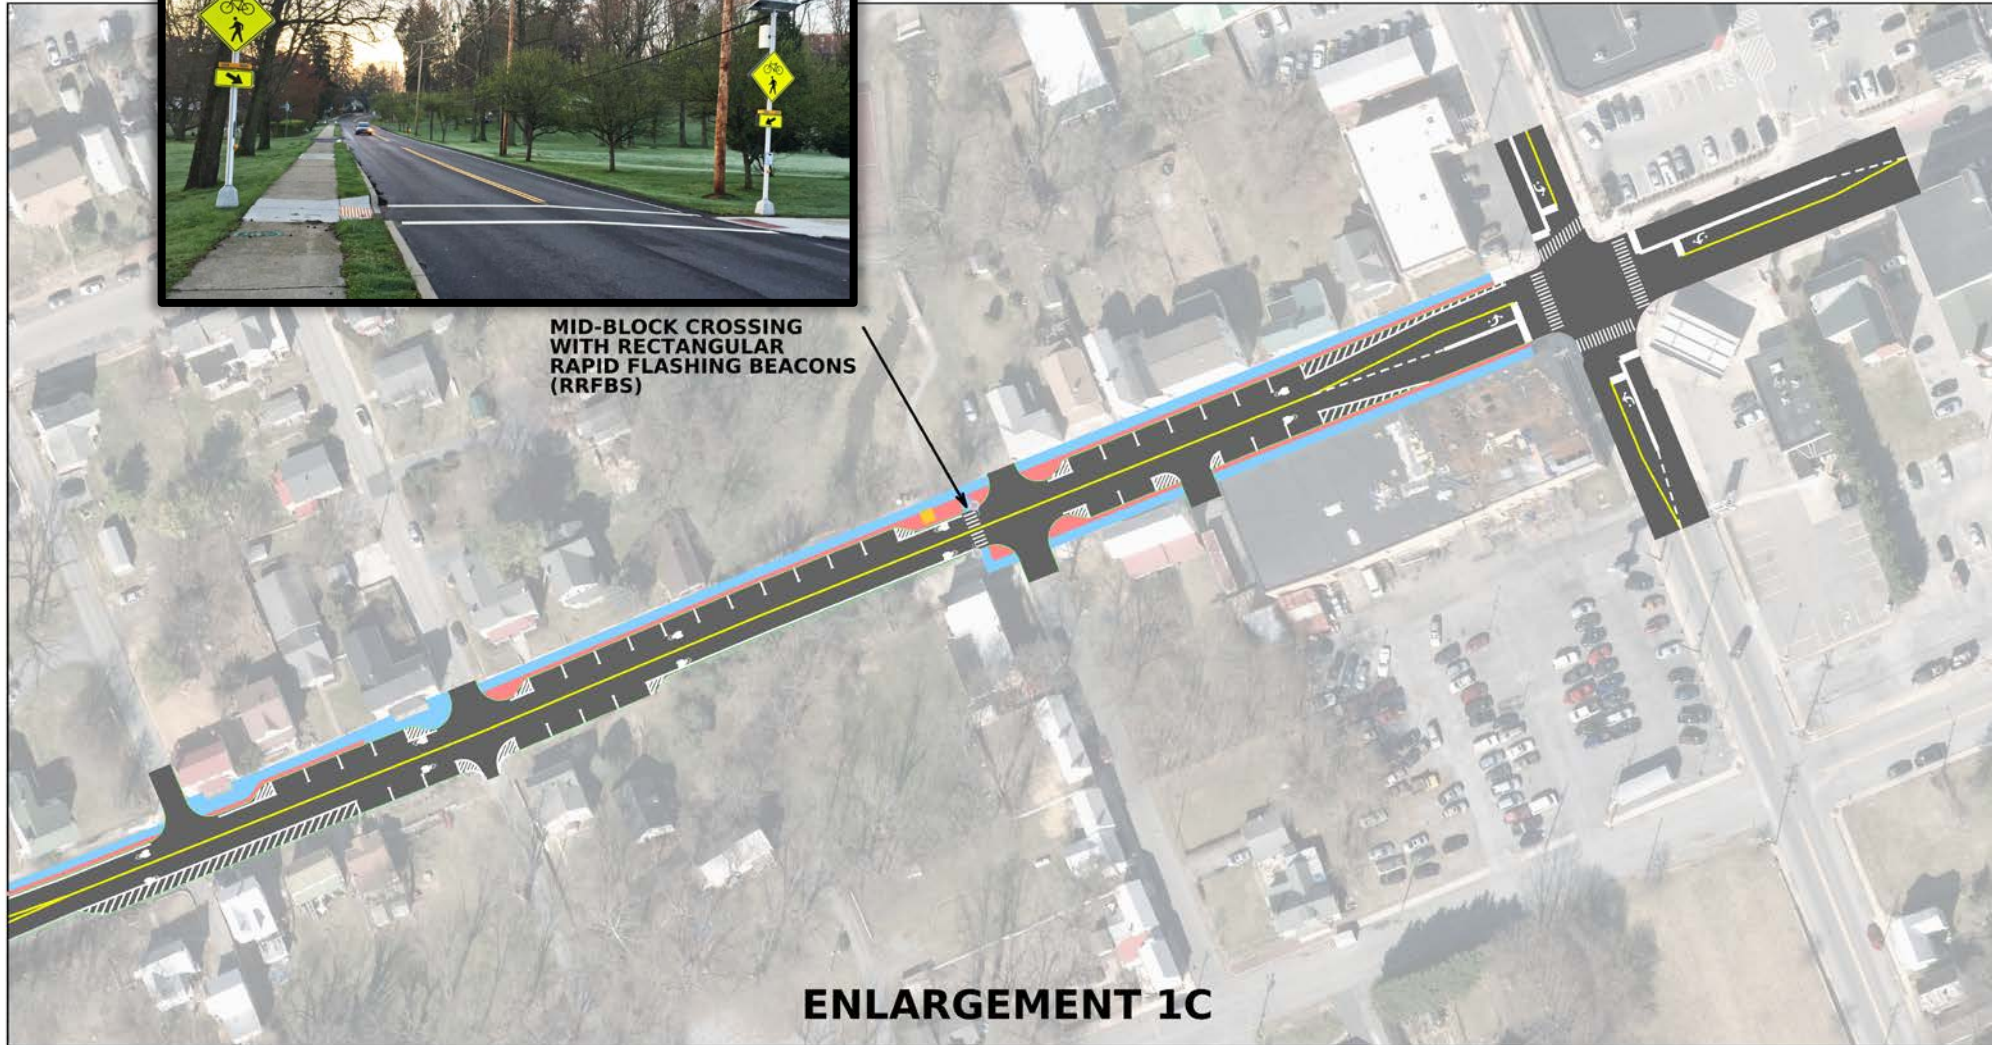 MID-BLOCK CROSSING
WITH RECTANGULAR
RAPID FLASHING BEACONS
(RRFBS)
ENLARGEMENT 1C